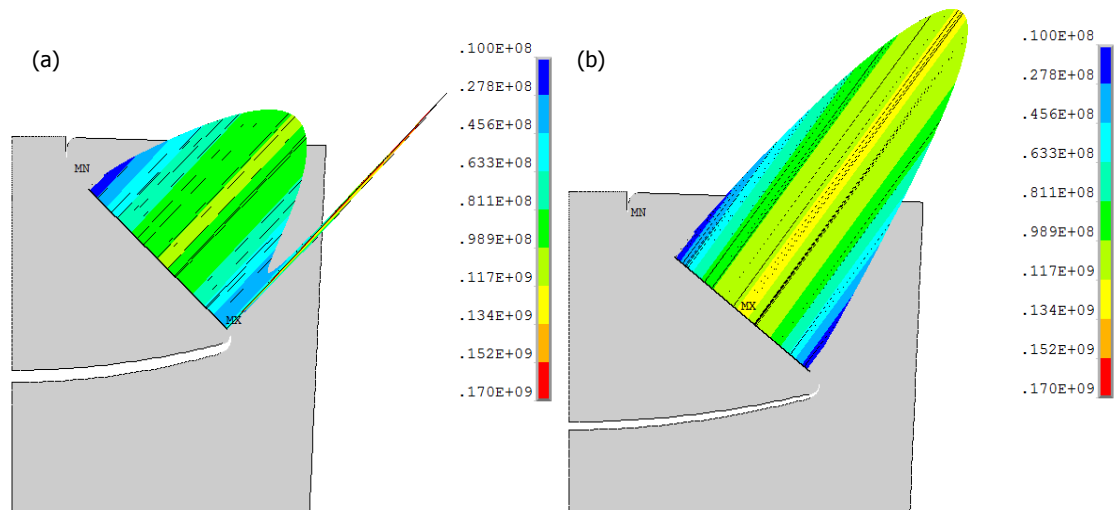 (a)
MN
MX
.100E+08
.278E+08
.456E+08
.633E+08
.811E+08
.989E+08
.117E+09
.134E+09
.152E+09
.170E+09
(b)
MN
MX
.100E+08
.278E+08
.456E+08
.633E+08
.811E+08
.989E+08
.117E+09
.134E+09
.152E+09
.170E+09